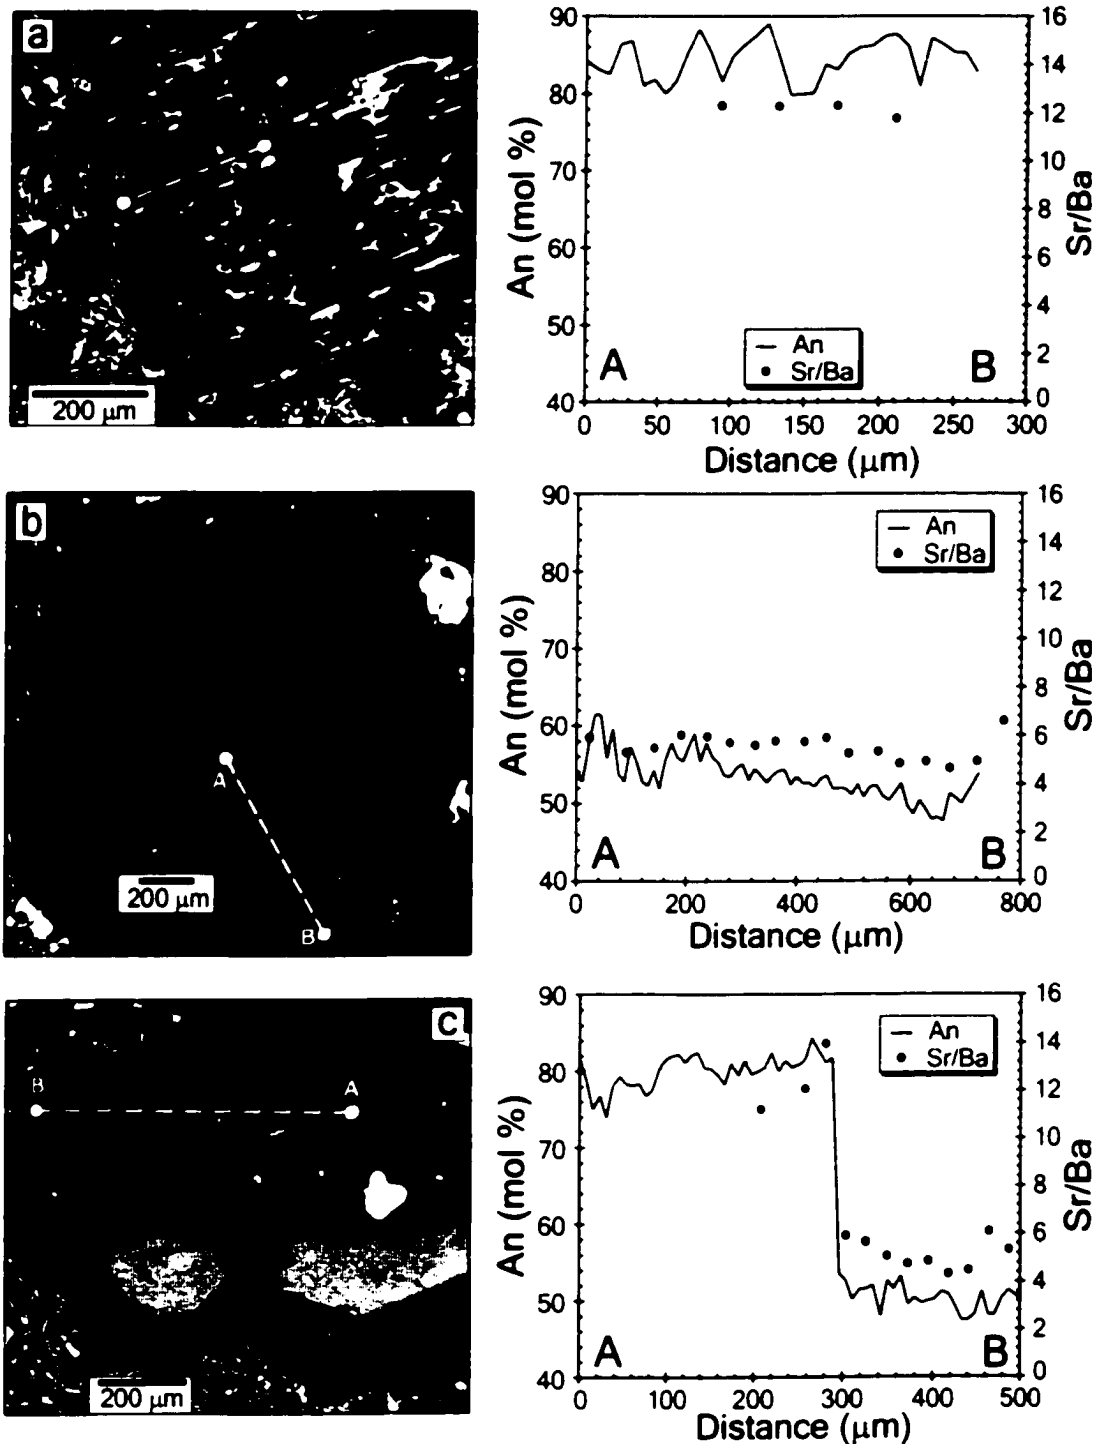 a
A
B
200 µm
90
80
70
60
50
40
An (mol %)
16
14
12
10
8
6
4
2
0
Sr/Ba
An
Sr/Ba
A
B
0
50
100
150
200
250
300
Distance (µm)
b
A
B
200 µm
90
80
70
60
50
40
An (mol %)
16
14
12
10
8
6
4
2
0
Sr/Ba
An
Sr/Ba
A
B
0
200
400
600
800
Distance (µm)
c
B
A
200 µm
90
80
70
60
50
40
An (mol %)
16
14
12
10
8
6
4
2
0
Sr/Ba
An
Sr/Ba
A
B
0
100
200
300
400
500
Distance (µm)